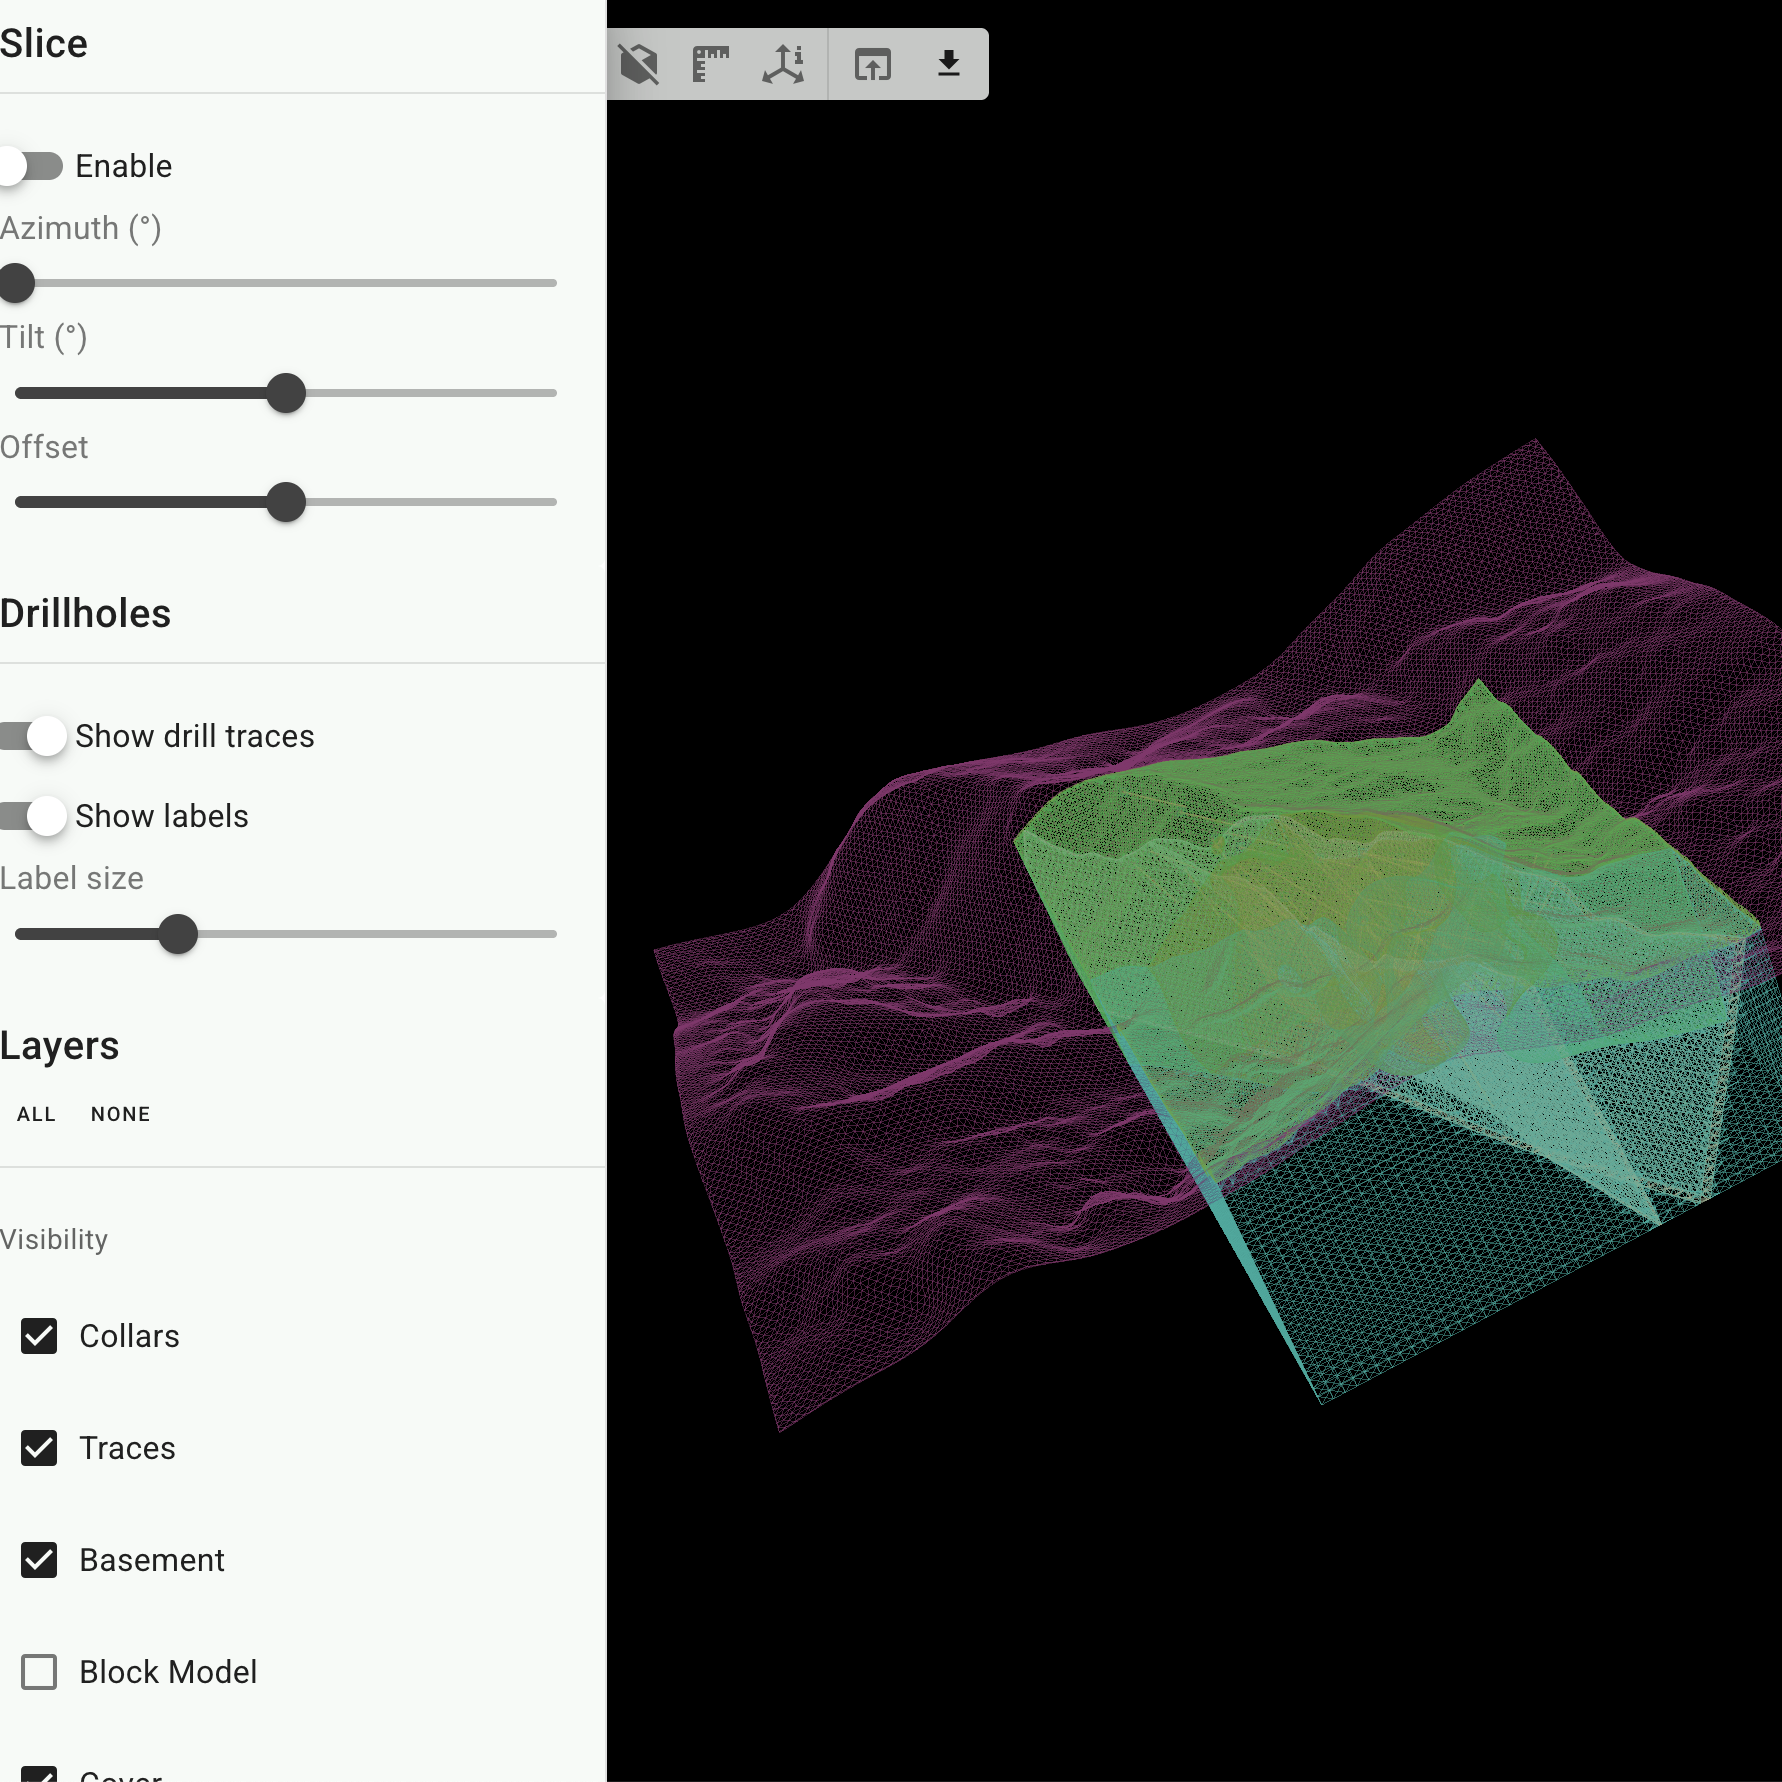 Slice
Enable
Azimuth (°)
Tilt (°)
Offset
Drillholes
Show drill traces
Show labels
Label size
Layers
ALL NONE
Visibility
Collars
Traces
Basement
Block Model
Cover